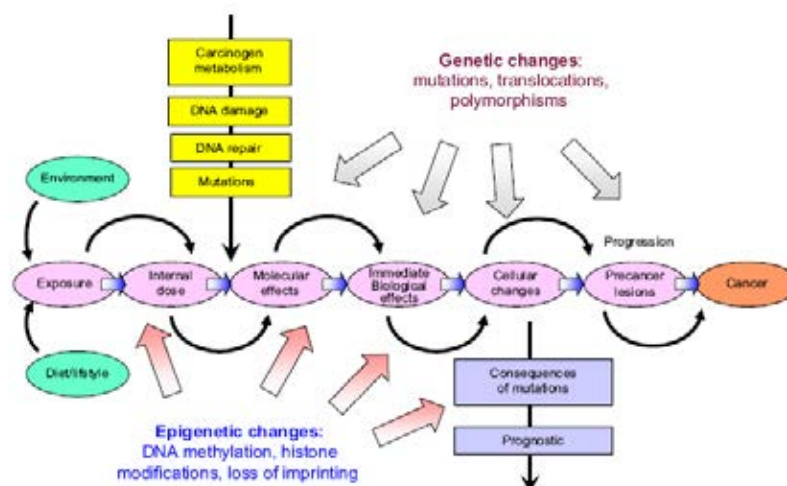 Carcinogen
metabolism
DNA damage
DNA repair
Mutations
Genetic changes:
mutations, translocations,
polymorphisms
Environment
Progression
Exposure
Internal
dose
Molecular
effects
Immediate
Biological
effects
Cellular
changes
Precancer
lesions
Cancer
Diet/lifstyle
Consequences
of mutations
Prognostic
Epigenetic changes:
DNA methylation, histone
modifications, loss of imprinting